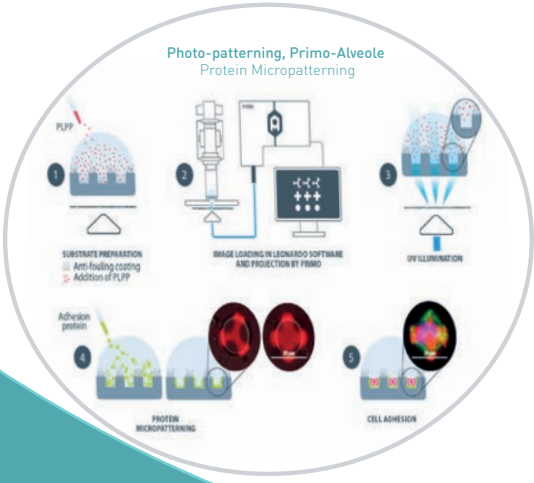 Photo-patterning, Primo-Alveole
Protein Micropatterning
PLPP
1
2
3
SUBSTRATE PREPARATION
Anti-fouling coating
Addition of PLPP
IMAGE LOADING IN LEONARDO SOFTWARE
AND PROJECTION BY PRIMO
UV ILLUMINATION
Adhesion
protein
4
5
PROTEIN
MICROPATTERNING
CELL ADHESION